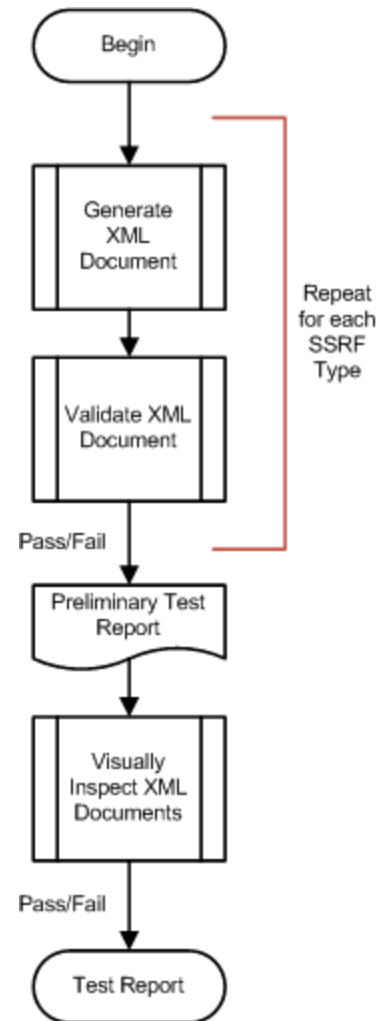 Begin
Generate
XML
Document
Repeat
for each
SSRF
Type
Validate XML
Document
Pass/Fail
Preliminary Test
Report
Visually
Inspect XML
Documents
Pass/Fail
Test Report